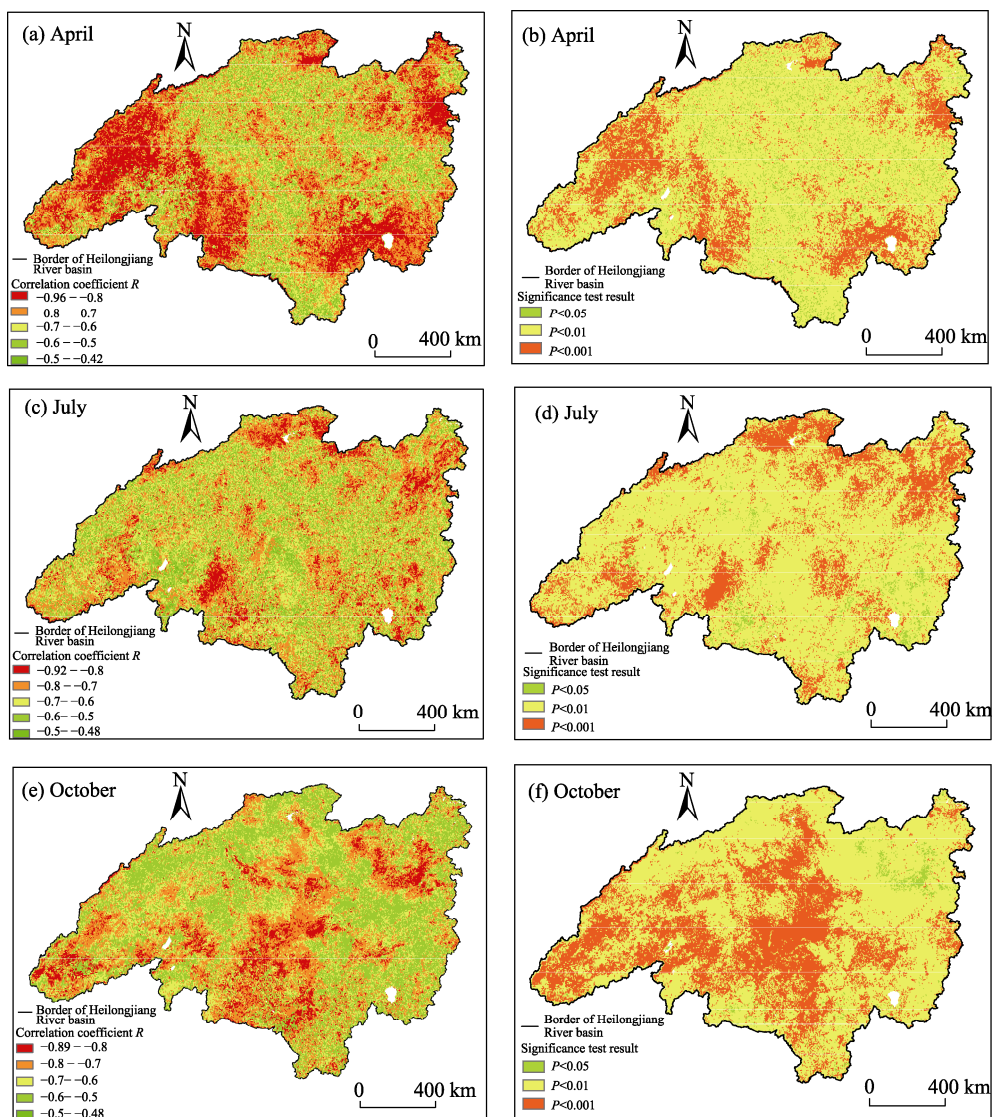 (a) April
N
Border of Heilongjiang
River basin
Correlation coefficient R
−0.96 – −0.8
0.8 0.7
−0.7 – −0.6
−0.6 – −0.5
−0.5 – −0.42
0 400 km
(b) April
N
Border of Heilongjiang
River basin
Significance test result
P<0.05
P<0.01
P<0.001
0 400 km
(c) July
N
Border of Heilongjiang
River basin
Correlation coefficient R
−0.92 – −0.8
−0.8 – −0.7
−0.7– −0.6
−0.6 – −0.5
−0.5– −0.48
0 400 km
(d) July
N
Border of Heilongjiang
River basin
Significance test result
P<0.05
P<0.01
P<0.001
0 400 km
(e) October
N
Border of Heilongjiang
River basin
Correlation coefficient R
−0.89 – −0.8
−0.8 – −0.7
−0.7– −0.6
−0.6– −0.5
−0.5– −0.48
0 400 km
(f) October
N
Border of Heilongjiang
River basin
Significance test result
P<0.05
P<0.01
P<0.001
0 400 km